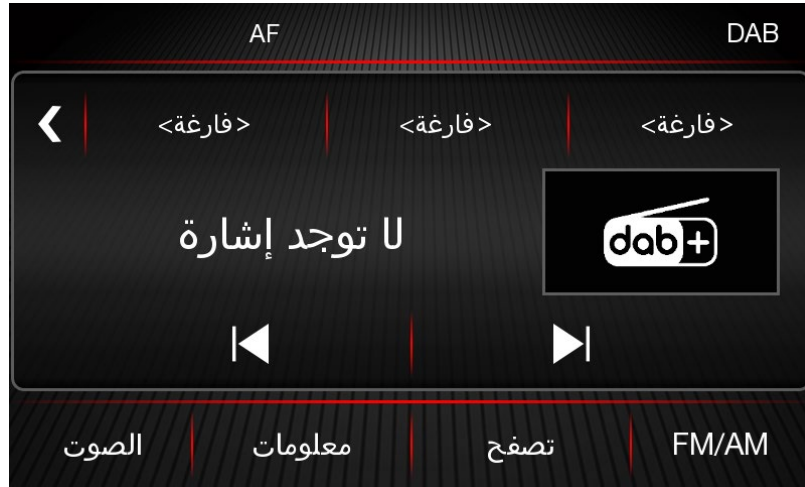 DAB
AF
<فارغة>
<فارغة>
<فارغة>
لا توجد إشارة
dab+
FM/AM
تصفح
معلومات
الصوت